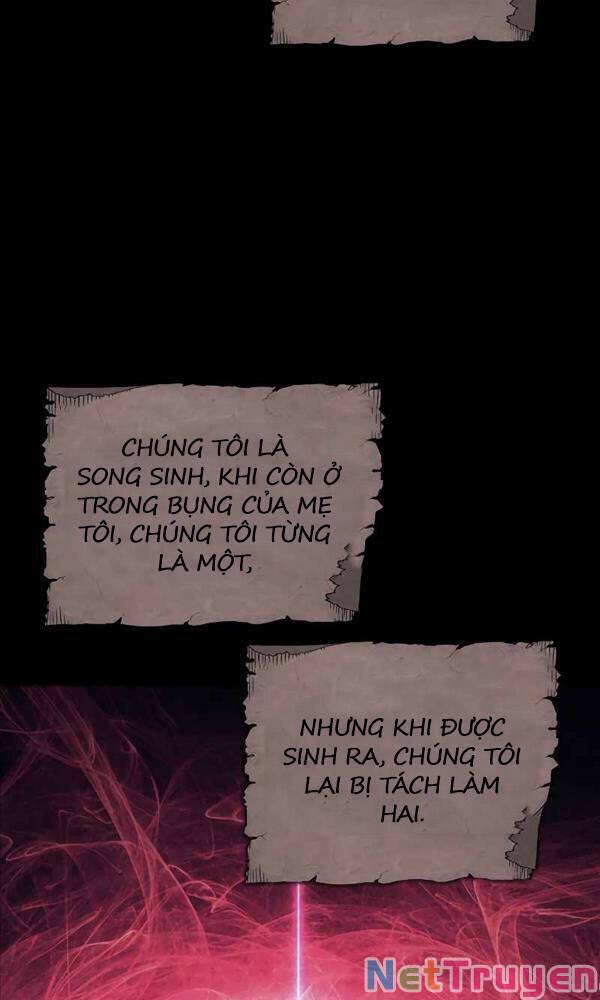 CHÚNG TÔI LÀ
SONG SINH, KHI CÒN Ở
TRONG BỤNG CỦA MẸ
TÔI, CHÚNG TÔI TỪNG
LÀ MỘT,
NHƯNG KHI ĐƯỢC
SINH RA, CHÚNG TÔI
LẠI BỊ TÁCH LÀM
HAI.
NetTruyen